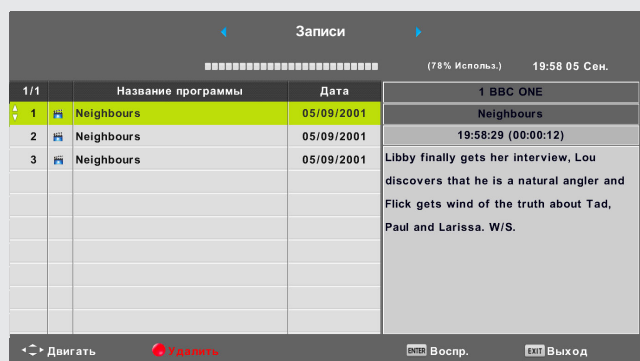 Записи
(78% Использ.) 19:58 05 Сен.
1/1 Название программы Дата
1 Neighbours 05/09/2001
2 Neighbours 05/09/2001
3 Neighbours 05/09/2001
1 BBC ONE
Neighbours
19:58:29 (00:00:12)
Libby finally gets her interview, Lou
discovers that he is a natural angler and
Flick gets wind of the truth about Tad,
Paul and Larissa. W/S.
Двигать Удалить ENTER Воспр. EXIT Выход